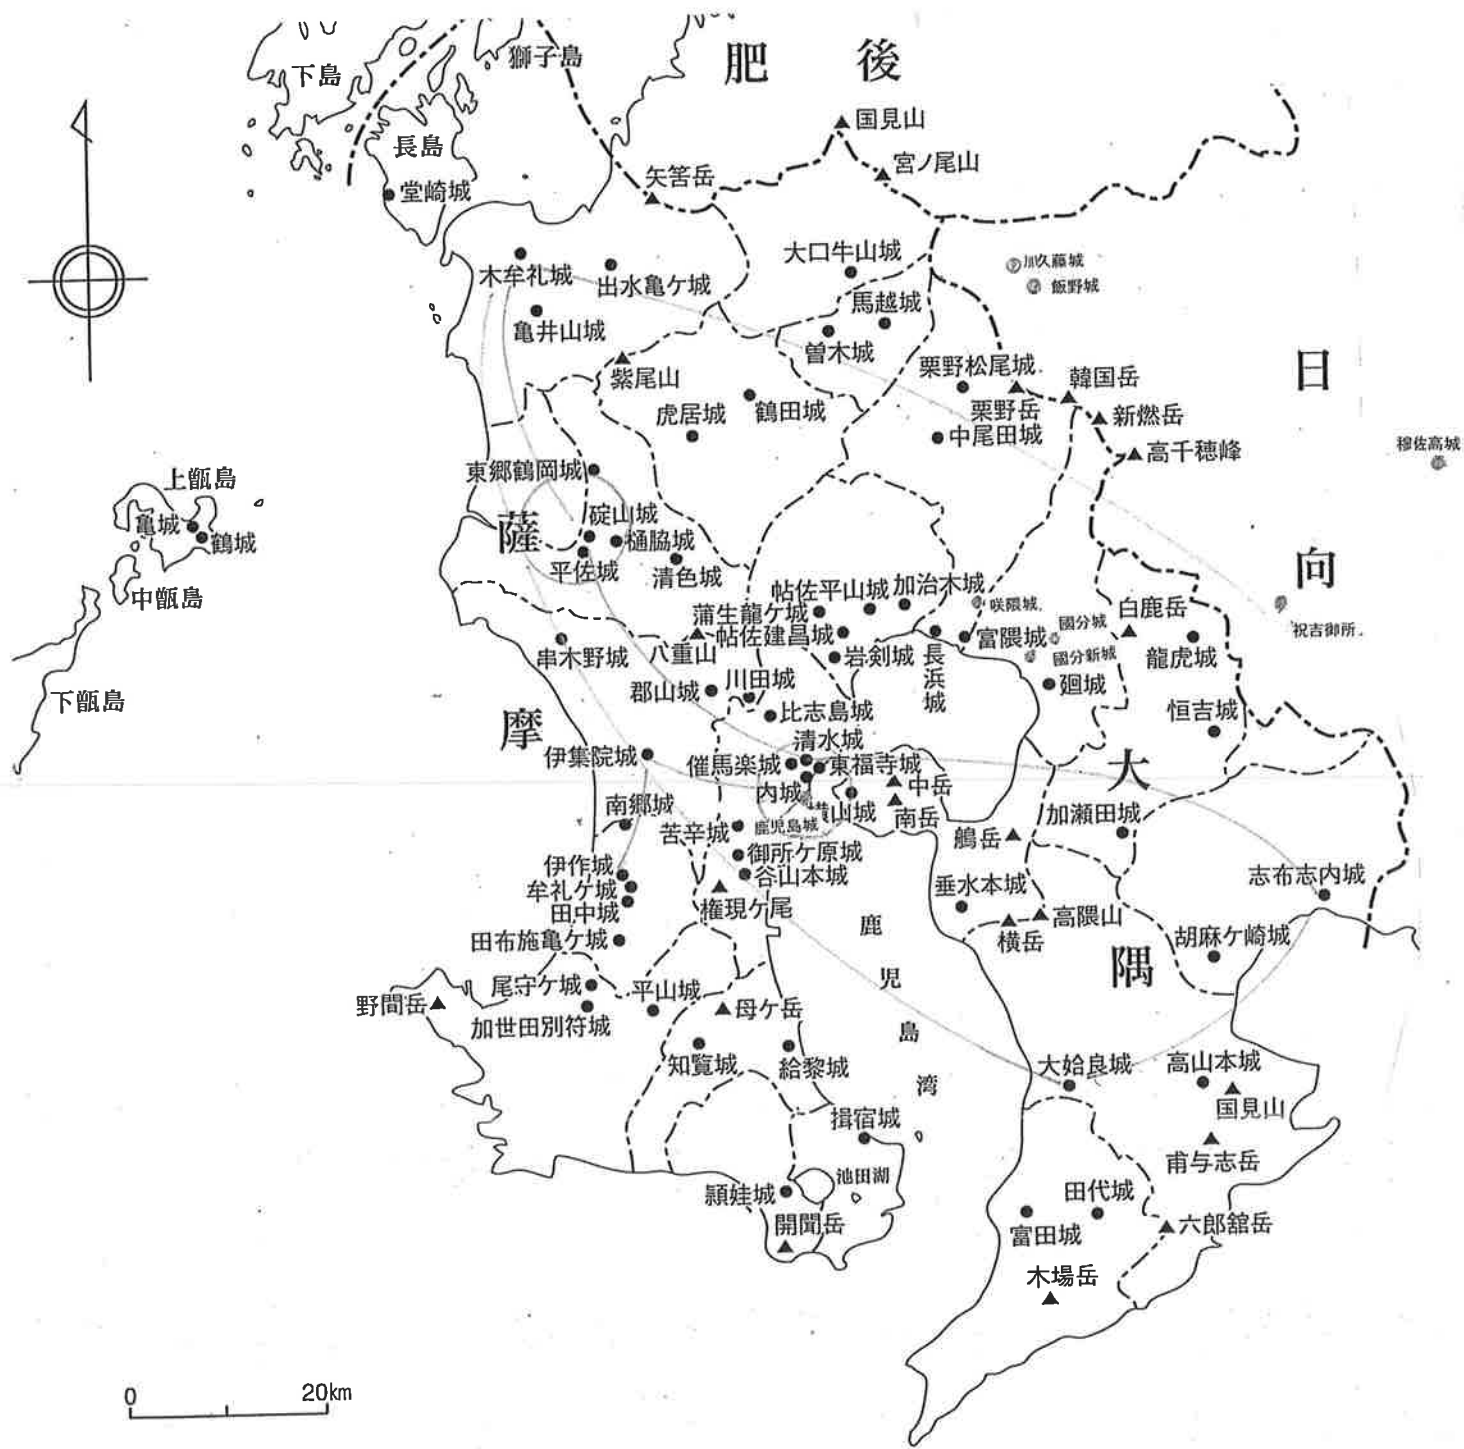 肥後
獅子島
下島
長島
堂崎城
国見山
宮ノ尾山
矢筈岳
木牟礼城
出水亀ケ城
大口牛山城
加久藤城
飯野城
亀井山城
馬越城
曽木城
紫尾山
栗野松尾城
韓国岳
日向
虎居城
鶴田城
栗野岳
新燃岳
中尾田城
高千穂峰
穆佐高城
東郷鶴岡城
上甑島
亀城
鶴城
中甑島
下甑島
薩摩
碇山城
樋脇城
平佐城
清色城
帖佐平山城
加治木城
蒲生龍ケ城
咲隈城
帖佐建昌城
富隈城
國分城
國分新城
白鹿岳
龍虎城
串木野城
八重山
岩剣城
長浜城
廻城
郡山城
川田城
比志島城
恒吉城
伊集院城
清水城
催馬楽城
東福寺城
中岳
内城
横山城
南岳
大隅
南郷城
苦辛城
鹿児島城
鵃岳
加瀬田城
御所ケ原城
伊作城
谷山本城
牟礼ケ城
田中城
権現ケ尾
垂水本城
高隈山
横岳
志布志内城
胡麻ケ崎城
田布施亀ケ城
鹿児島湾
尾守ケ城
平山城
野間岳
加世田別符城
母ケ岳
知覧城
給黎城
大姶良城
高山本城
国見山
揖宿城
甫与志岳
池田湖
頴娃城
開聞岳
田代城
富田城
六郎舘岳
木場岳
祝吉御所
0 20km